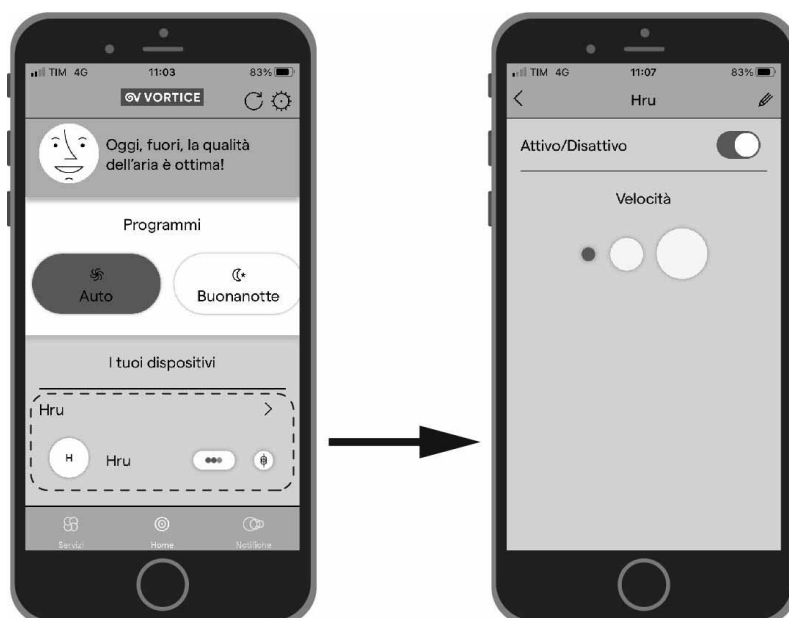 TIM 4G 11:03 83%
VORTICE
Oggi, fuori, la qualità
dell'aria è ottima!
Programmi
Auto Buonanotte
I tuoi dispositivi
Hru >
H Hru
Servizi Home Notifiche
TIM 4G 11:07 83%
< Hru
Attivo/Disattivo
Velocità